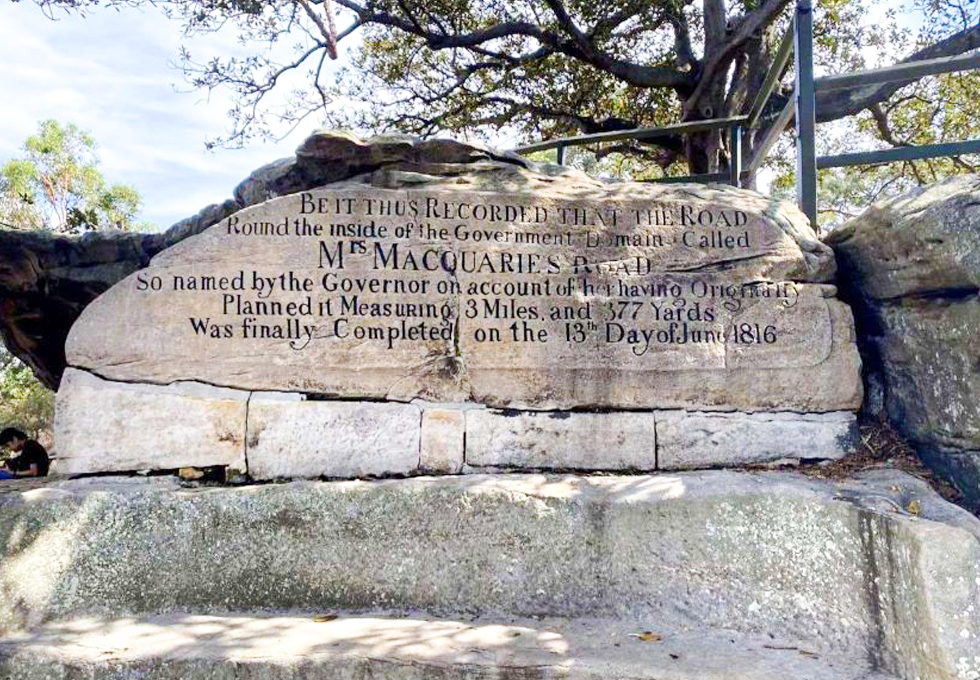 BE IT THUS RECORDED THAT THE ROAD
Round the inside of the Government Domain Called
Mrs MACQUARIES ROAD
So named by the Governor on account of her having Originally
Planned it Measuring 3 Miles, and 377 Yards
Was finally Completed on the 13th Day of June 1816